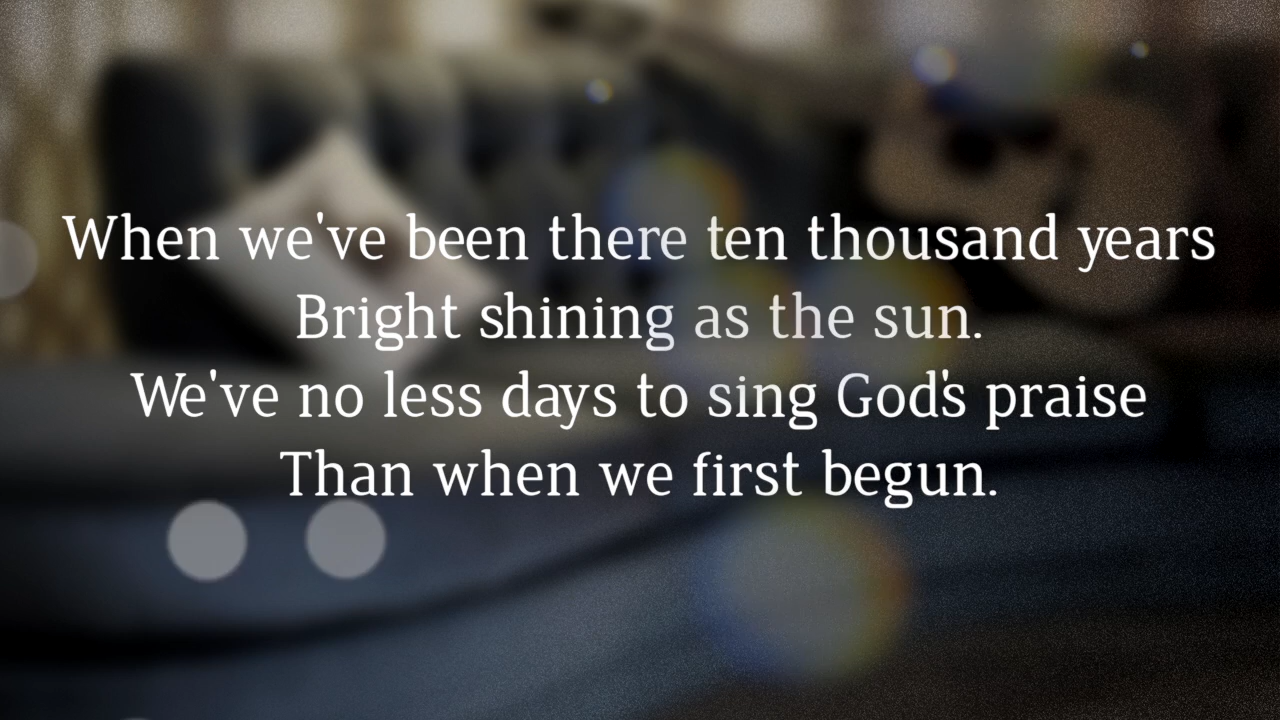 When we've been there ten thousand years
Bright shining as the sun.
We've no less days to sing God's praise
Than when we first begun.